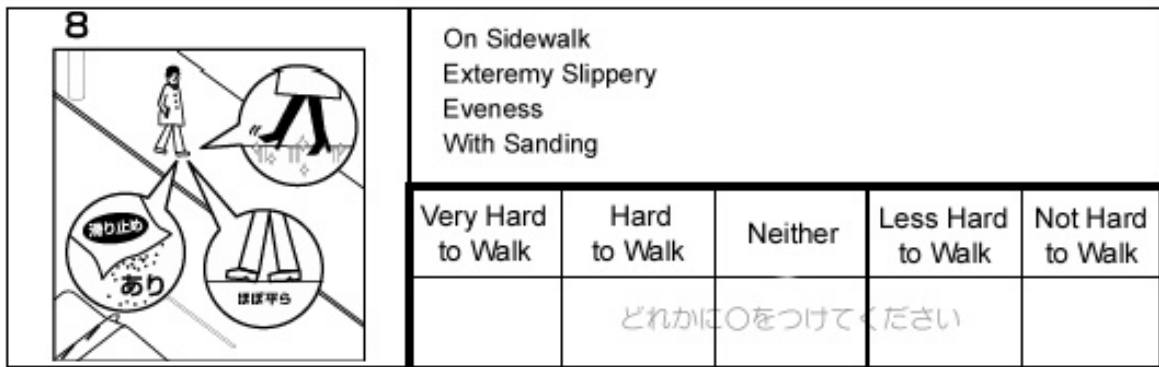 8
滑り止め
あり
ほぼ平ら
On Sidewalk
Exteremy Slippery
Eveness
With Sanding
Very Hard
to Walk
Hard
to Walk
Neither
Less Hard
to Walk
Not Hard
to Walk
どれかに〇をつけてください